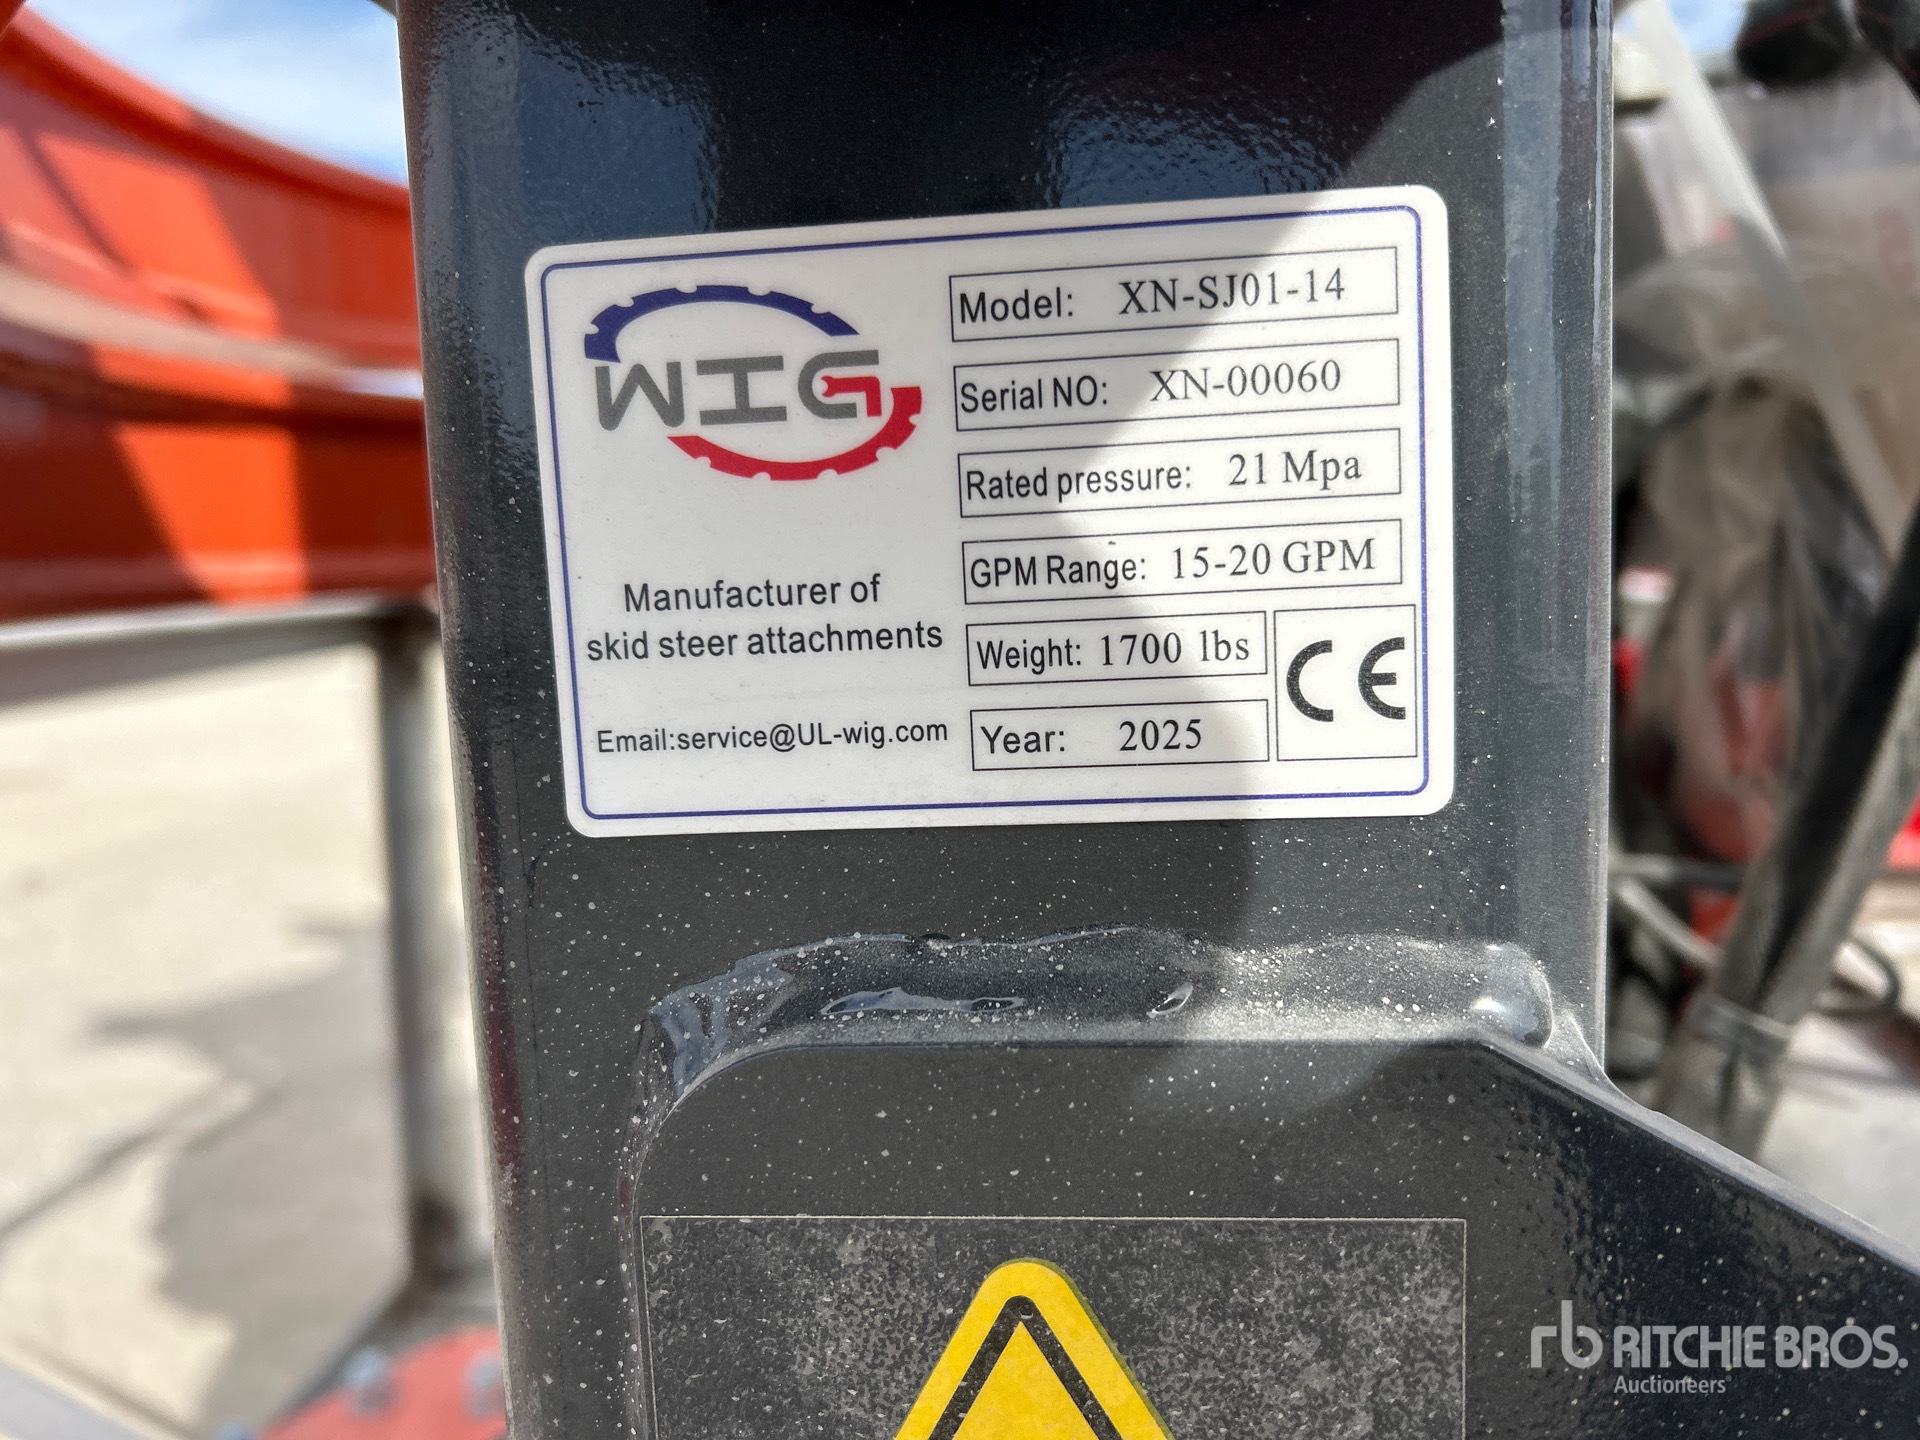 WIG
Manufacturer of
skid steer attachments
Email:service@UL-wig.com
Model: XN-SJ01-14
Serial NO: XN-00060
Rated pressure: 21 Mpa
GPM Range: 15-20 GPM
Weight: 1700 lbs
Year: 2025
CE
rb RITCHIE BROS.
Auctioneers